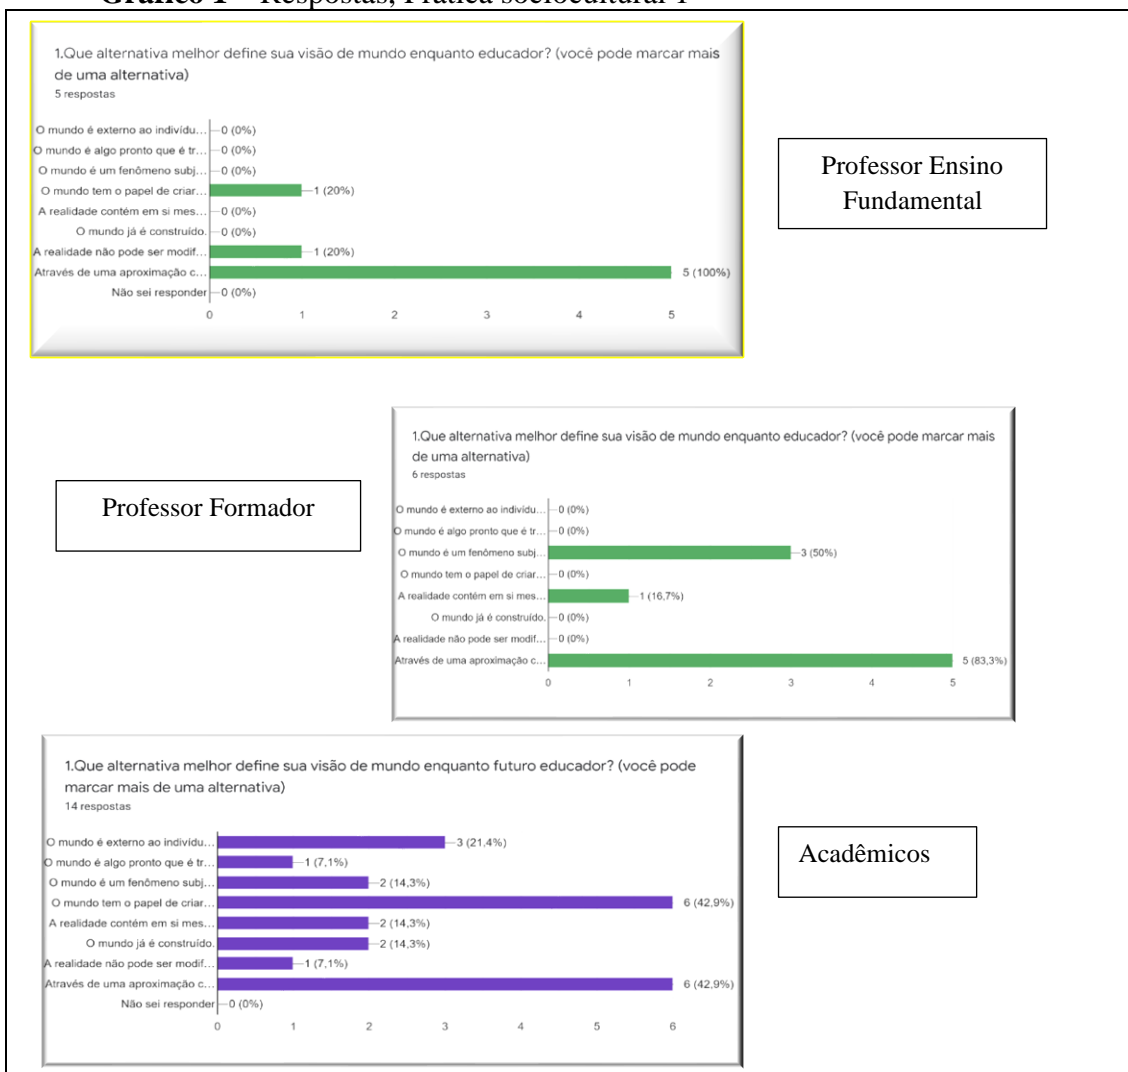 Gráfico 1 – Respostas, Prática sociocultural 1
1.Que alternativa melhor define sua visão de mundo enquanto educador? (você pode marcar mais
de uma alternativa)
5 respostas
O mundo é externo ao indivídu... 0 (0%)
O mundo é algo pronto que é tr... 0 (0%)
O mundo é um fenômeno subj... 0 (0%)
O mundo tem o papel de criar... 1 (20%)
A realidade contém em si mes... 0 (0%)
O mundo já é construído. 0 (0%)
A realidade não pode ser modif... 1 (20%)
Através de uma aproximação c... 5 (100%)
Não sei responder 0 (0%)
0 1 2 3 4 5
Professor Ensino
Fundamental
1.Que alternativa melhor define sua visão de mundo enquanto educador? (você pode marcar mais
de uma alternativa)
6 respostas
O mundo é externo ao indivídu... 0 (0%)
O mundo é algo pronto que é tr... 0 (0%)
O mundo é um fenômeno subj... 3 (50%)
O mundo tem o papel de criar... 0 (0%)
A realidade contém em si mes... 1 (16,7%)
O mundo já é construído. 0 (0%)
A realidade não pode ser modif... 0 (0%)
Através de uma aproximação c... 5 (83,3%)
0 1 2 3 4 5
Professor Formador
1.Que alternativa melhor define sua visão de mundo enquanto futuro educador? (você pode
marcar mais de uma alternativa)
14 respostas
O mundo é externo ao indivídu... 3 (21,4%)
O mundo é algo pronto que é tr... 1 (7,1%)
O mundo é um fenômeno subj... 2 (14,3%)
O mundo tem o papel de criar... 6 (42,9%)
A realidade contém em si mes... 2 (14,3%)
O mundo já é construído. 2 (14,3%)
A realidade não pode ser modif... 1 (7,1%)
Através de uma aproximação c... 6 (42,9%)
Não sei responder 0 (0%)
0 1 2 3 4 5 6
Acadêmicos